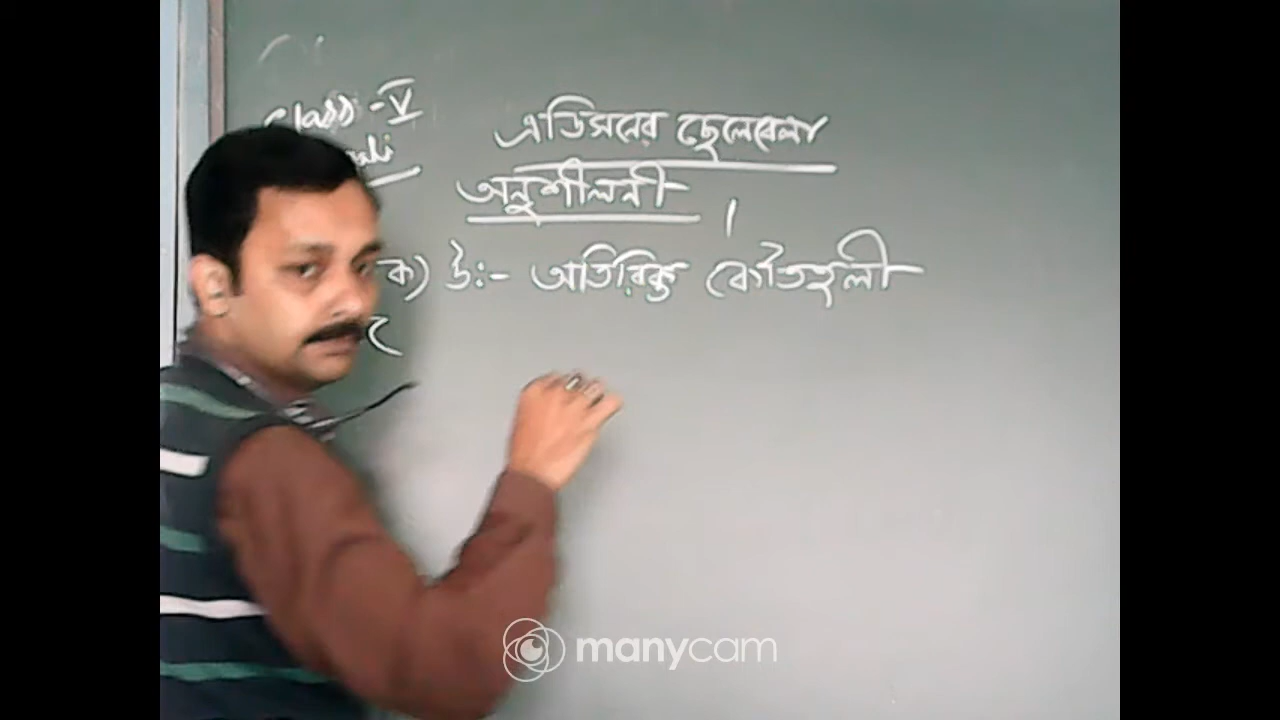 Class - V
এডিসনের ছেলেবেলা
অনুশীলনী
ক) উঃ- অতিরিক্ত কৌতূহলী
manycam